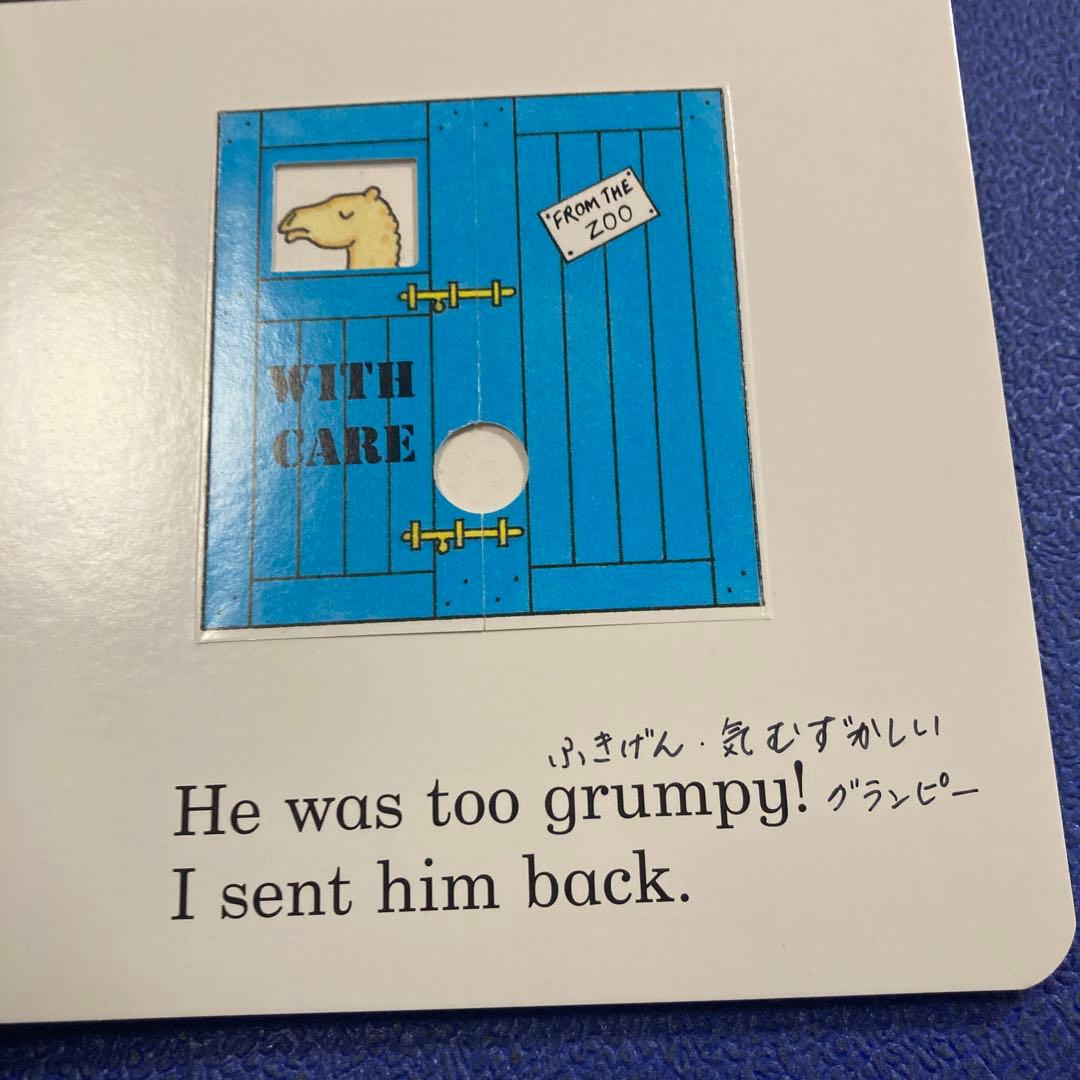 FROM THE
ZOO
WITH
CARE
ふきげん・気むずかしい
He was too grumpy! グランピー
I sent him back.